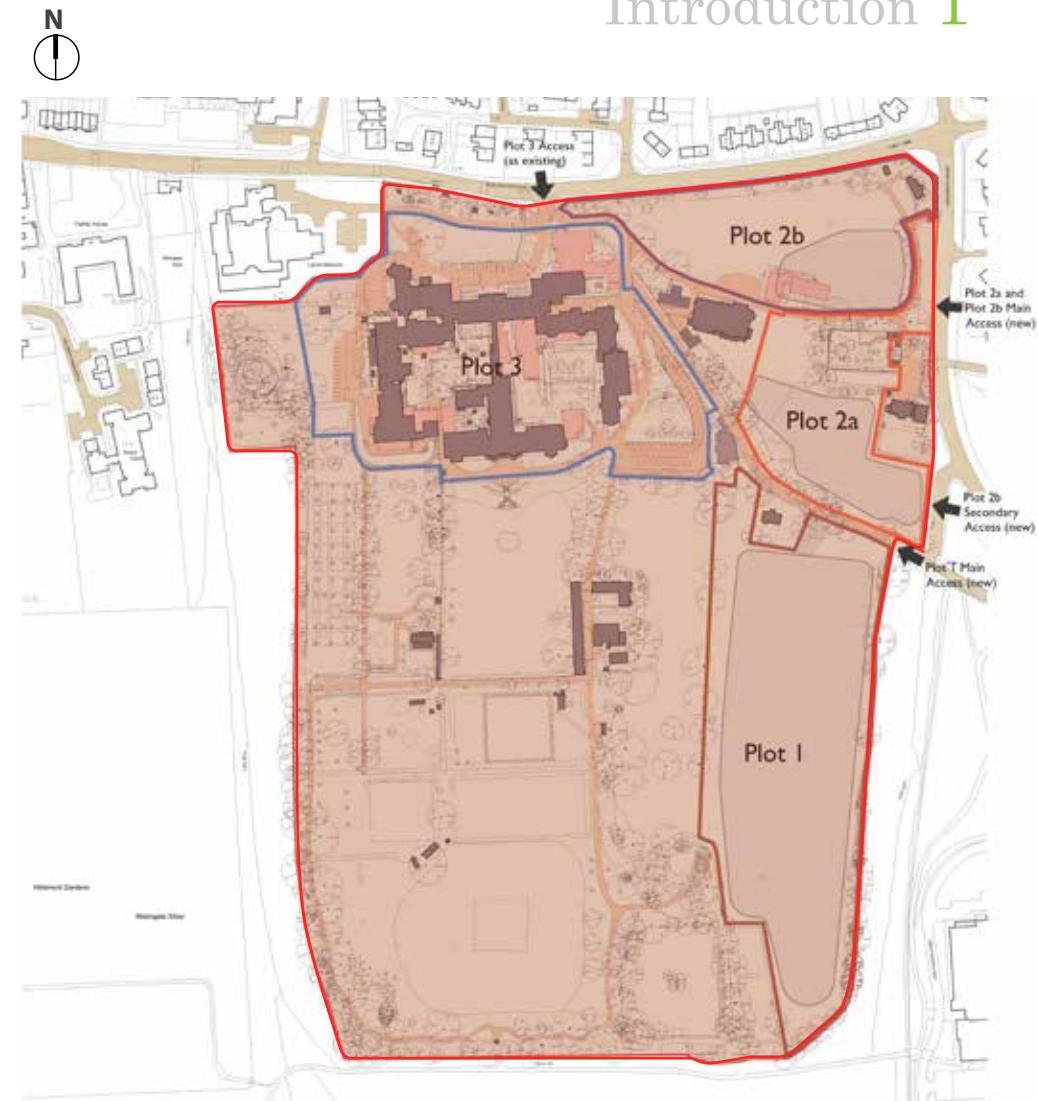 Introduction 1
N
Plot 3 Access
(as existing)
Plot 2b
Plot 2a and
Plot 2b Main
Access (new)
Plot 3
Plot 2a
Plot 2b
Secondary
Access (new)
Plot 1 Main
Access (new)
Plot 1